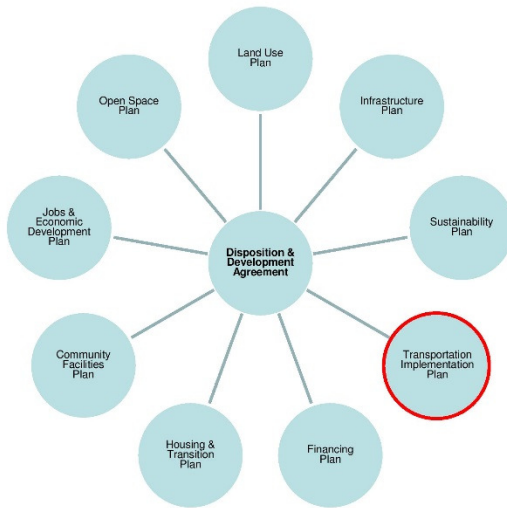 Land Use
Plan
Open Space
Plan
Infrastructure
Plan
Jobs &
Economic
Development
Plan
Sustainability
Plan
Disposition &
Development
Agreement
Community
Facilities
Plan
Transportation
Implementation
Plan
Housing &
Transition
Plan
Financing
Plan